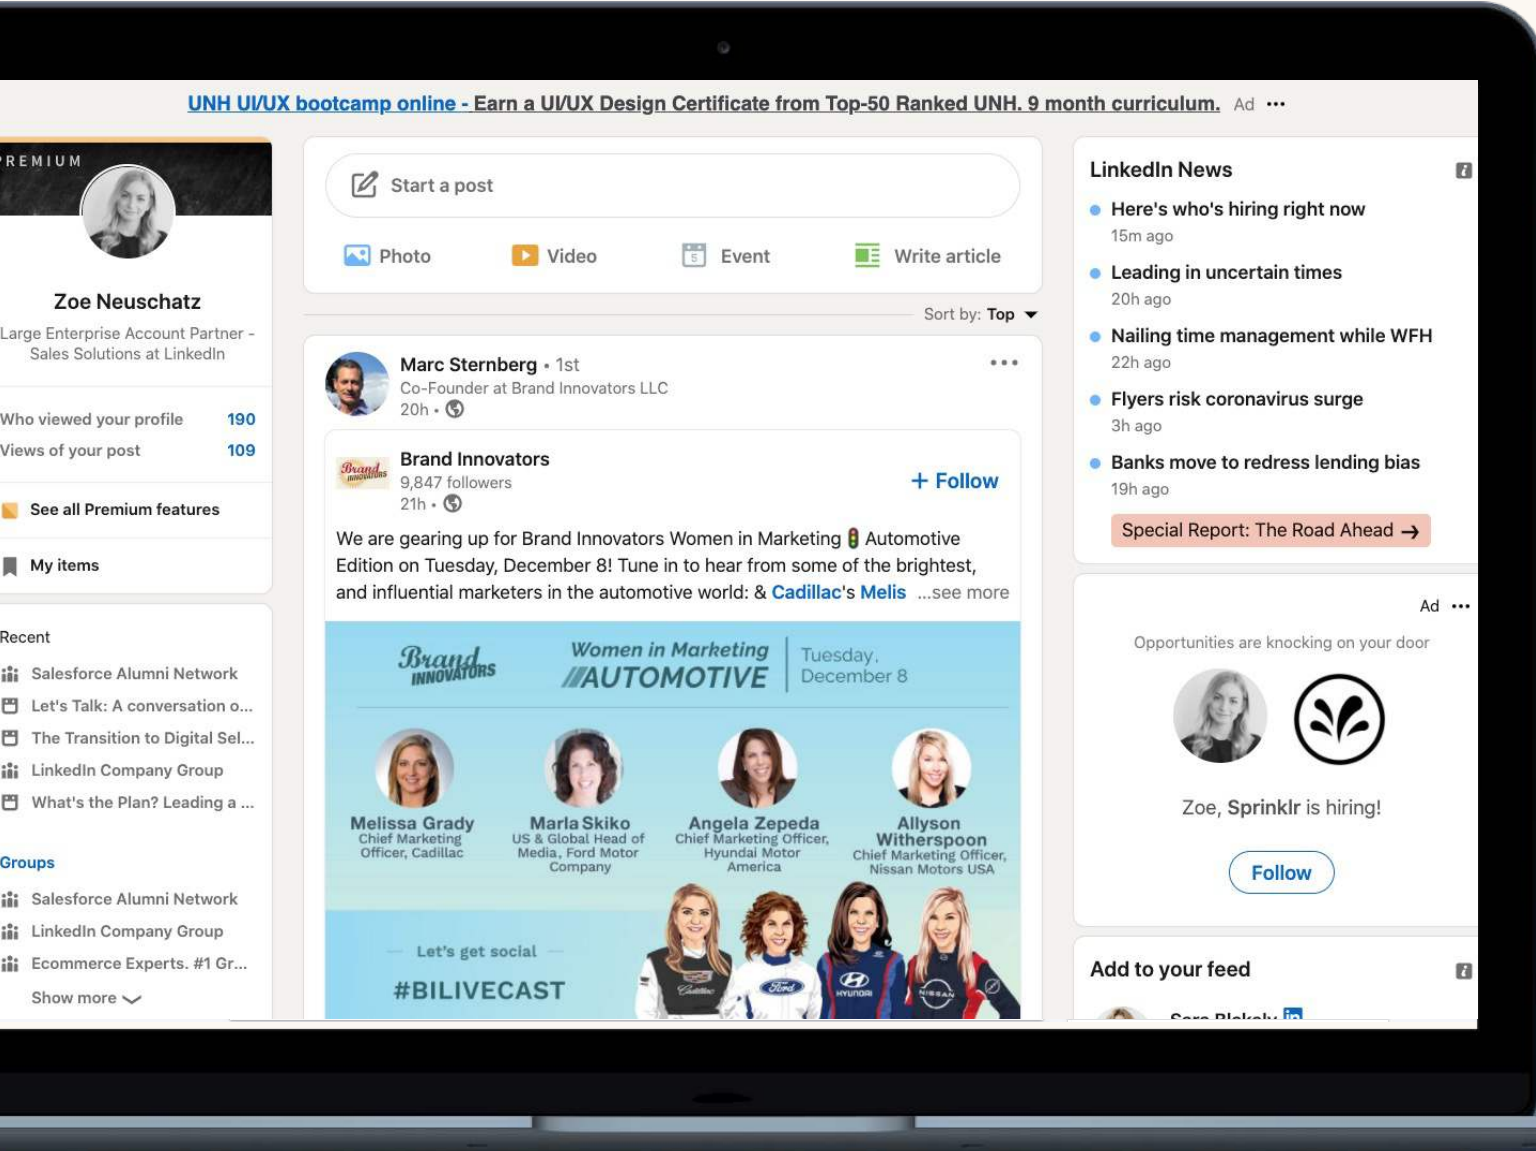 UNH UI/UX bootcamp online - Earn a UI/UX Design Certificate from Top-50 Ranked UNH. 9 month curriculum. Ad •••
PREMIUM
Zoe Neuschatz
Large Enterprise Account Partner -
Sales Solutions at LinkedIn
Who viewed your profile 190
Views of your post 109
See all Premium features
My items
Recent
Salesforce Alumni Network
Let's Talk: A conversation o...
The Transition to Digital Sel...
LinkedIn Company Group
What's the Plan? Leading a ...
Groups
Salesforce Alumni Network
LinkedIn Company Group
Ecommerce Experts. #1 Gr...
Show more
Start a post
Photo Video Event Write article
Sort by: Top
Marc Sternberg • 1st
Co-Founder at Brand Innovators LLC
20h •
Brand Innovators
9,847 followers
21h •
+ Follow
We are gearing up for Brand Innovators Women in Marketing 🚦 Automotive
Edition on Tuesday, December 8! Tune in to hear from some of the brightest,
and influential marketers in the automotive world: & Cadillac's Melis ...see more
Brand
INNOVATORS
Women in Marketing
///AUTOMOTIVE
Tuesday,
December 8
Melissa Grady
Chief Marketing
Officer, Cadillac
Marla Skiko
US & Global Head of
Media, Ford Motor
Company
Angela Zepeda
Chief Marketing Officer,
Hyundai Motor
America
Allyson
Witherspoon
Chief Marketing Officer,
Nissan Motors USA
Let's get social
#BILIVECAST
Cadillac
Ford
HYUNDAI
NISSAN
LinkedIn News
Here's who's hiring right now
15m ago
Leading in uncertain times
20h ago
Nailing time management while WFH
22h ago
Flyers risk coronavirus surge
3h ago
Banks move to redress lending bias
19h ago
Special Report: The Road Ahead →
Ad •••
Opportunities are knocking on your door
Zoe, Sprinklr is hiring!
Follow
Add to your feed